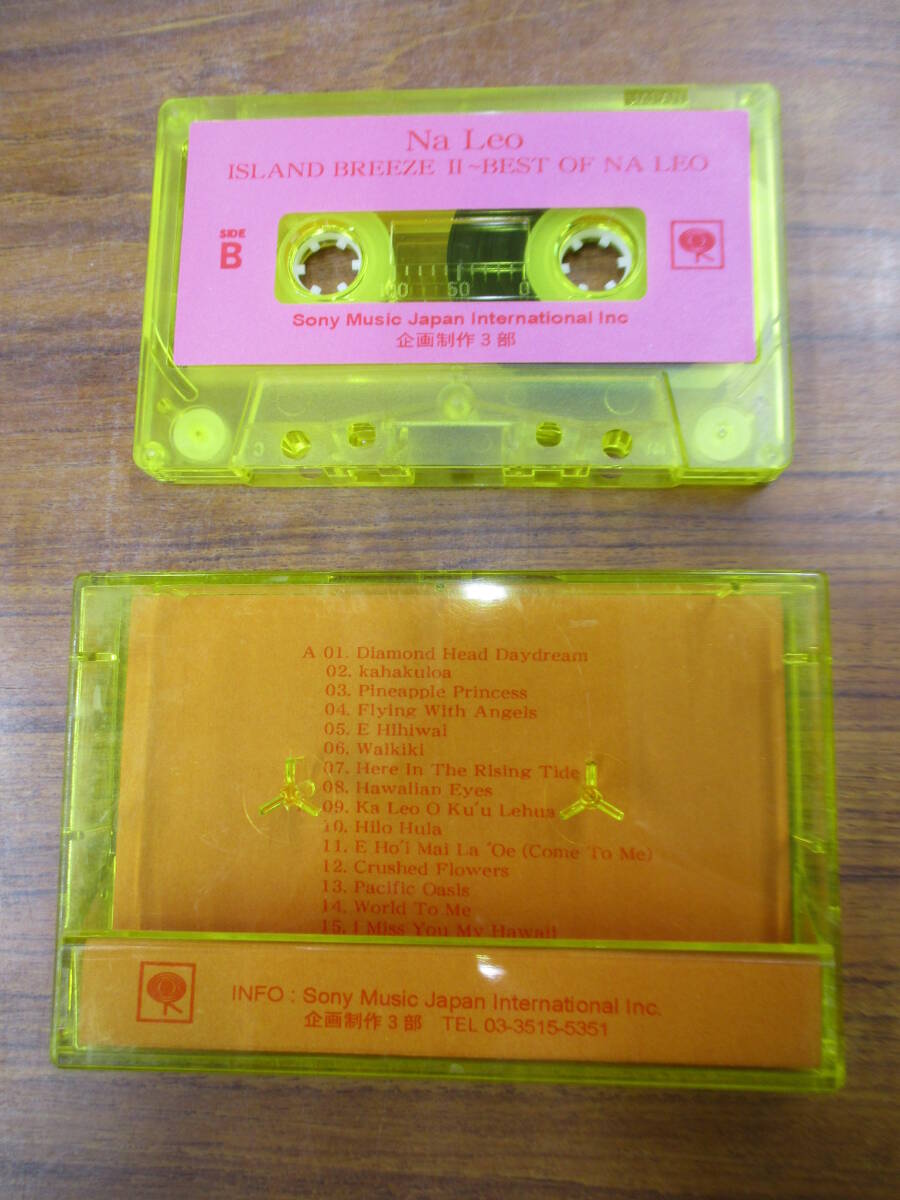 JAPAN
Na Leo
ISLAND BREEZE II~BEST OF NA LEO
SIDE
B
100 50 0
Sony Music Japan International Inc
企画制作3部
A 01. Diamond Head Daydream
02. kahakuloa
03. Pineapple Princess
04. Flying With Angels
05. E Hihiwai
06. Waikiki
07. Here In The Rising Tide
08. Hawaiian Eyes
09. Ka Leo O Ku'u Lehua
10. Hilo Hula
11. E Ho'i Mai La 'Oe (Come To Me)
12. Crushed Flowers
13. Pacific Oasis
14. World To Me
15. I Miss You My Hawaii
INFO : Sony Music Japan International Inc.
企画制作3部 TEL 03-3515-5351